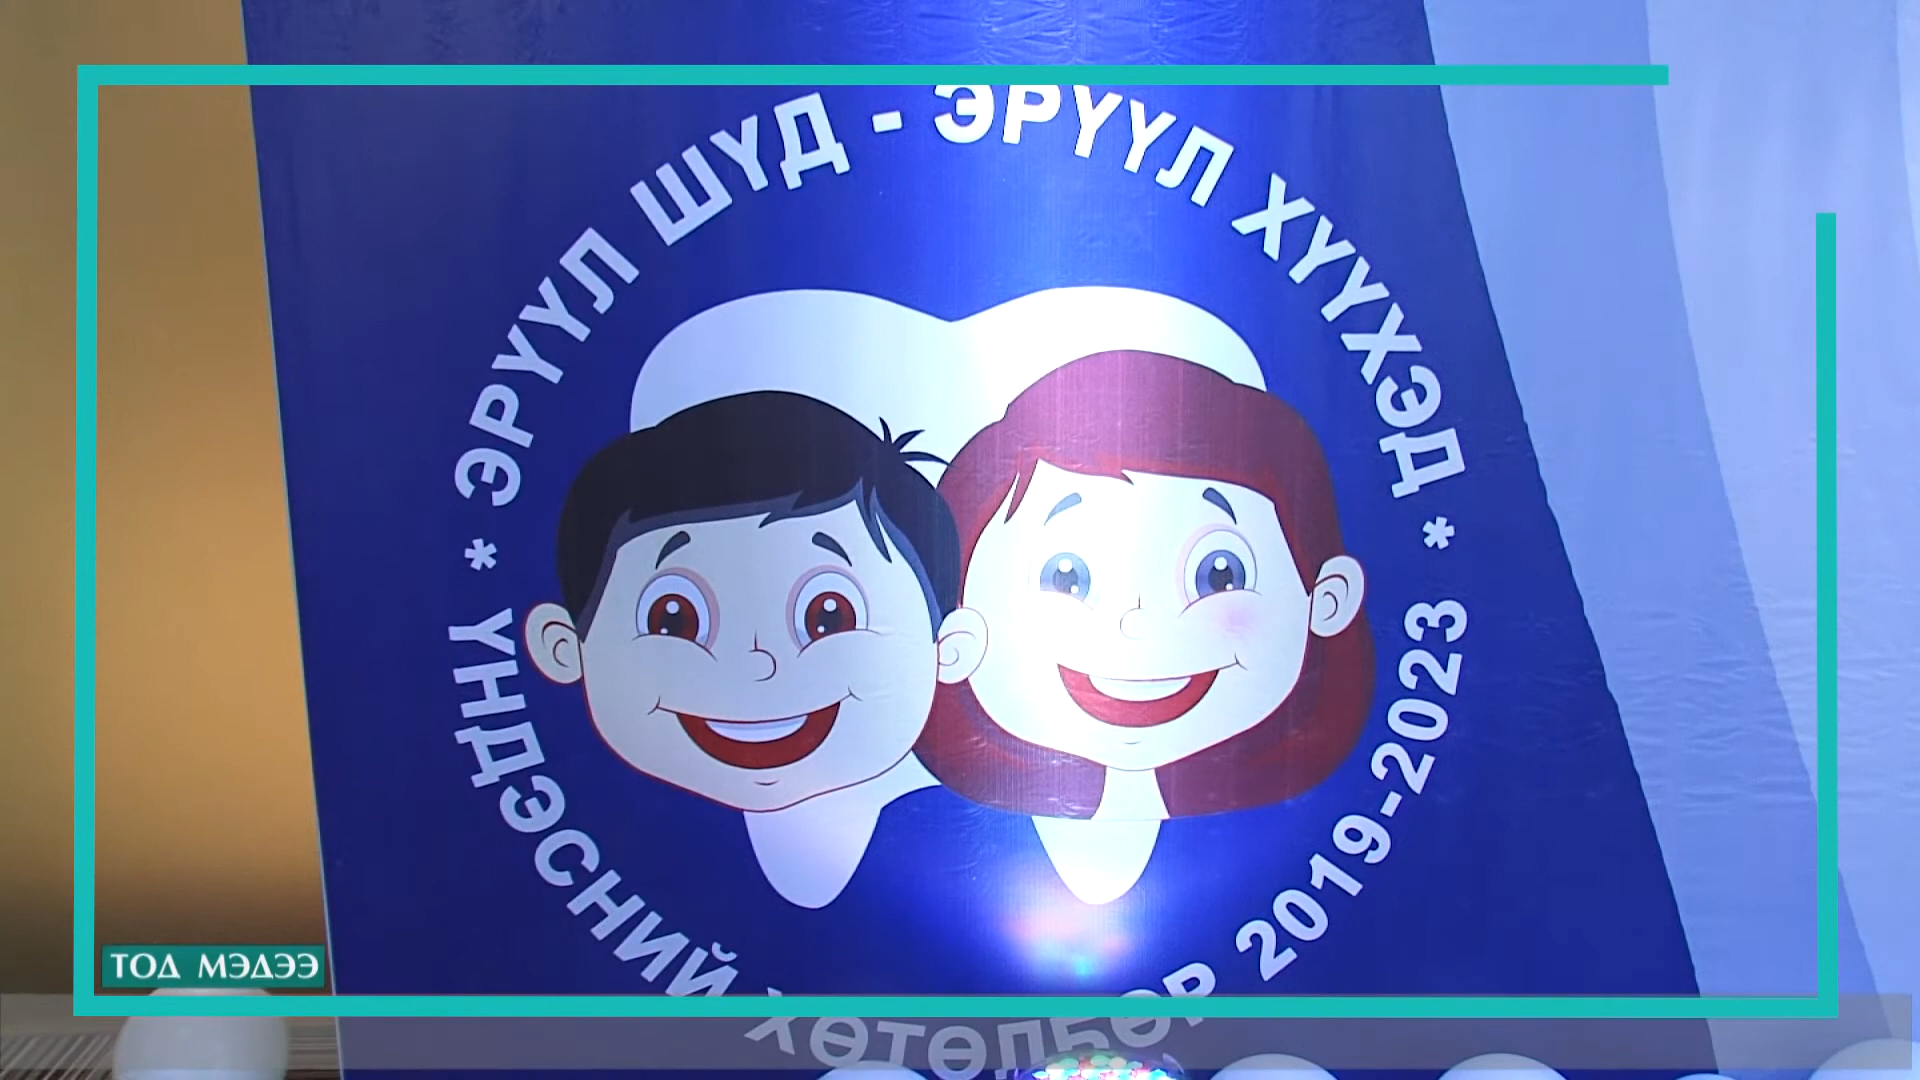 ЭРҮҮЛ ШҮД - ЭРҮҮЛ ХҮҮХЭД
* ҮНДЭСНИЙ ХӨТӨЛБӨР 2019-2023 *
ТОД МЭДЭЭ